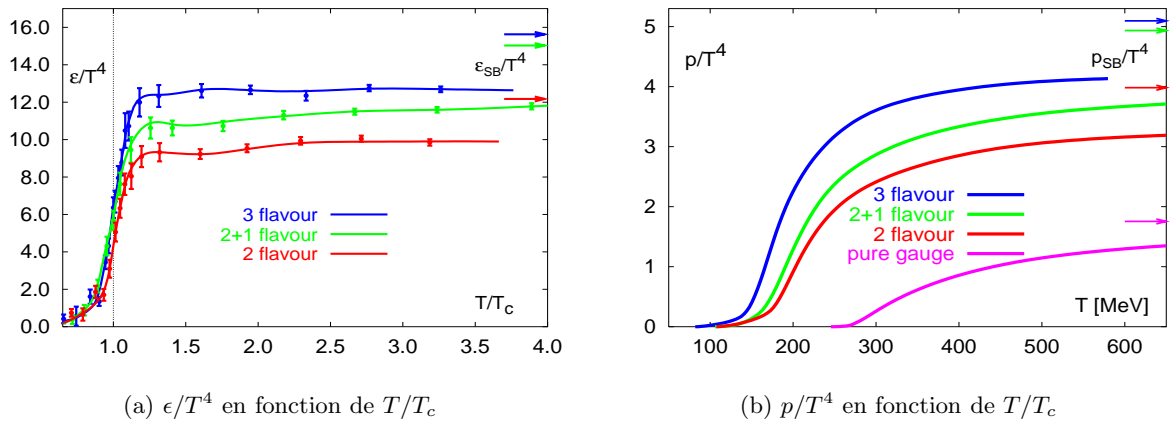 16.0
14.0
12.0
10.0
8.0
6.0
4.0
2.0
0.0
ε/T⁴
ε_SB/T⁴
3 flavour
2+1 flavour
2 flavour
T/T_c
1.0 1.5 2.0 2.5 3.0 3.5 4.0
(a) ϵ/T⁴ en fonction de T/T_c
5
4
3
2
1
0
p/T⁴
p_SB/T⁴
3 flavour
2+1 flavour
2 flavour
pure gauge
T [MeV]
100 200 300 400 500 600
(b) p/T⁴ en fonction de T/T_c